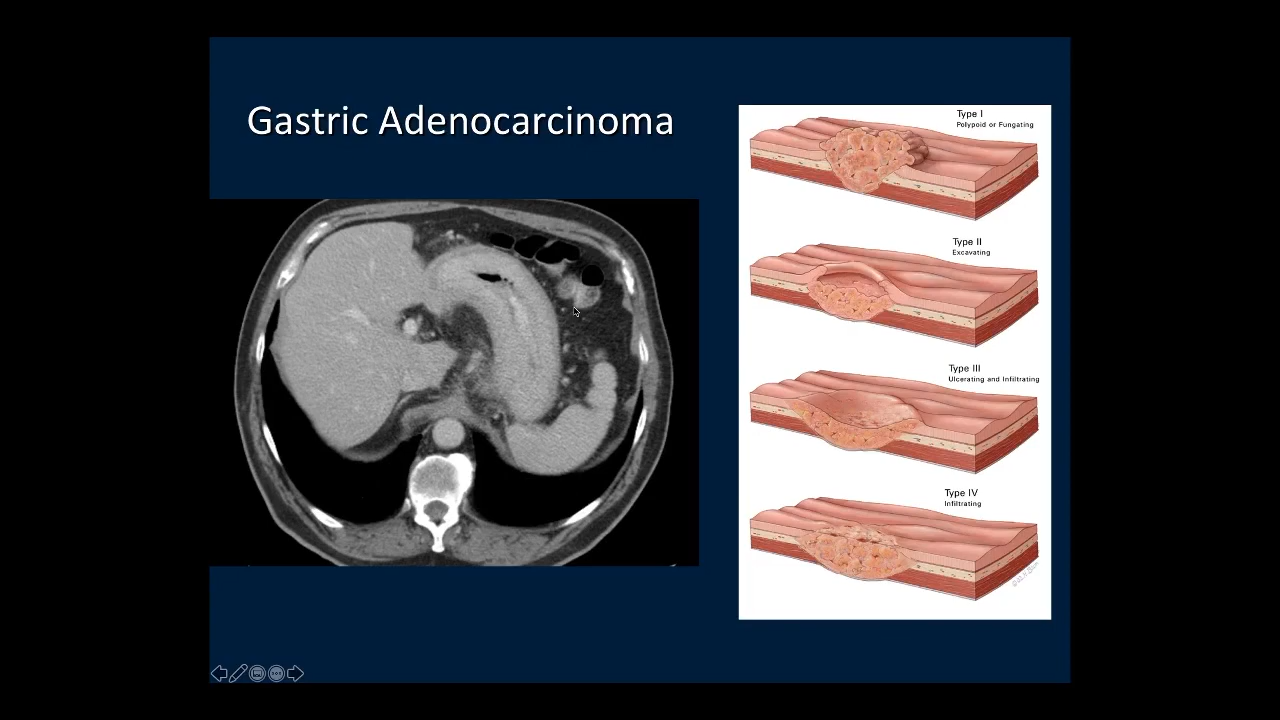 Gastric Adenocarcinoma
Type I
Polypoid or Fungating
Type II
Excavating
Type III
Ulcerating and Infiltrating
Type IV
Infiltrating